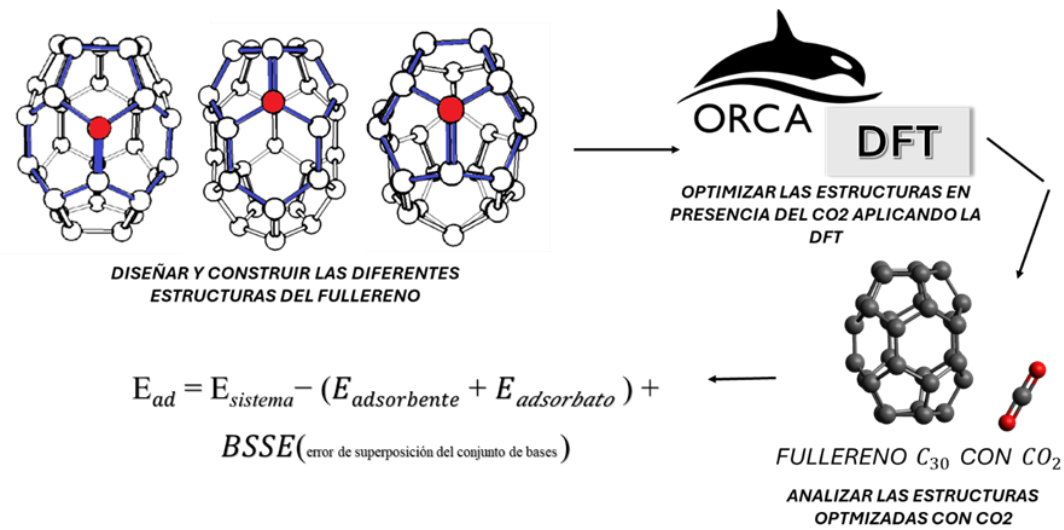 ORCA
DFT
OPTIMIZAR LAS ESTRUCTURAS EN
PRESENCIA DEL CO2 APLICANDO LA
DFT
DISEÑAR Y CONSTRUIR LAS DIFERENTES
ESTRUCTURAS DEL FULLERENO
E_ad = E_sistema − (E_adsorbente + E_adsorbato ) +
BSSE(error de superposición del conjunto de bases)
FULLERENO C₃₀ CON CO₂
ANALIZAR LAS ESTRUCTURAS
OPTMIZADAS CON CO2